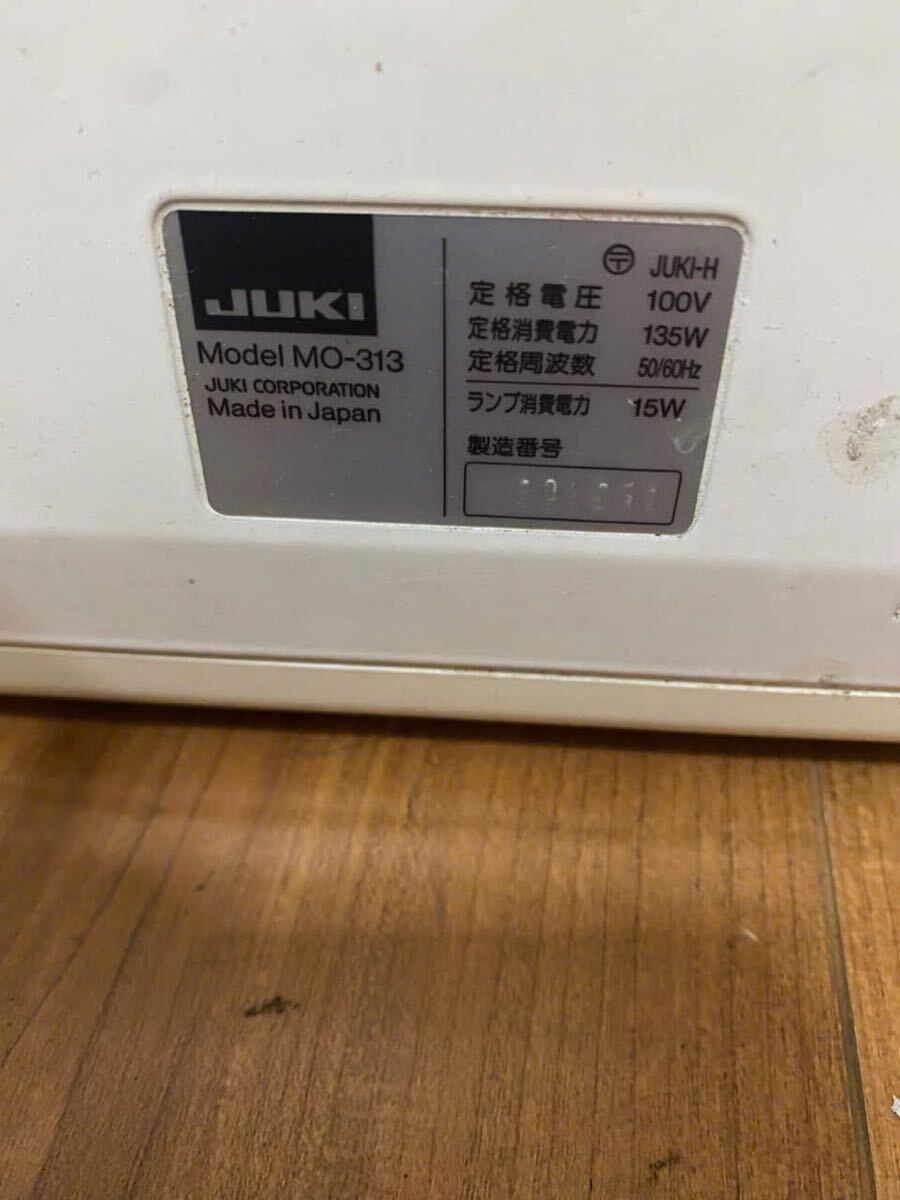 JUKI
Model MO-313
JUKI CORPORATION
Made in Japan
〶 JUKI-H
定格電圧 100V
定格消費電力 135W
定格周波数 50/60Hz
ランプ消費電力 15W
製造番号